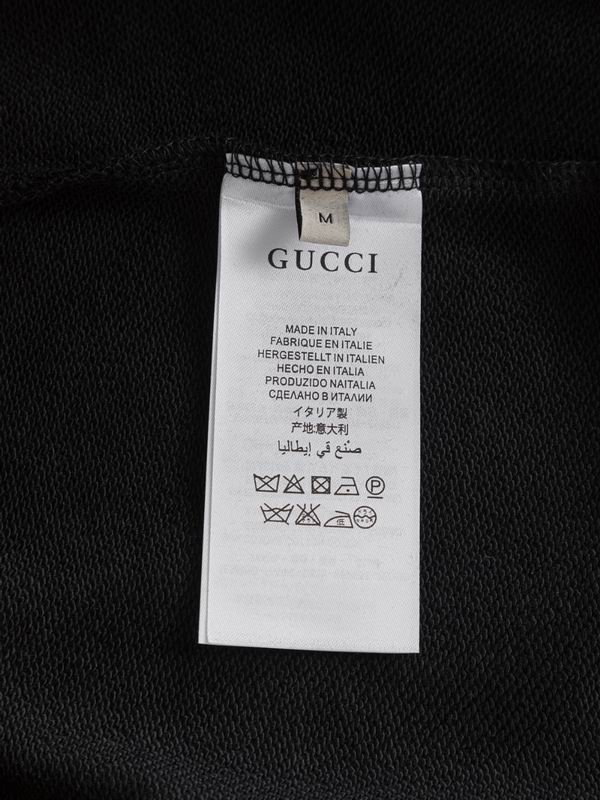 M
GUCCI
MADE IN ITALY
FABRIQUE EN ITALIE
HERGESTELLT IN ITALIEN
HECHO EN ITALIA
PRODUZIDO NAITALIA
СДЕЛАНО В ИТАЛИИ
イタリア製
产地:意大利
صنع قي إيطاليا